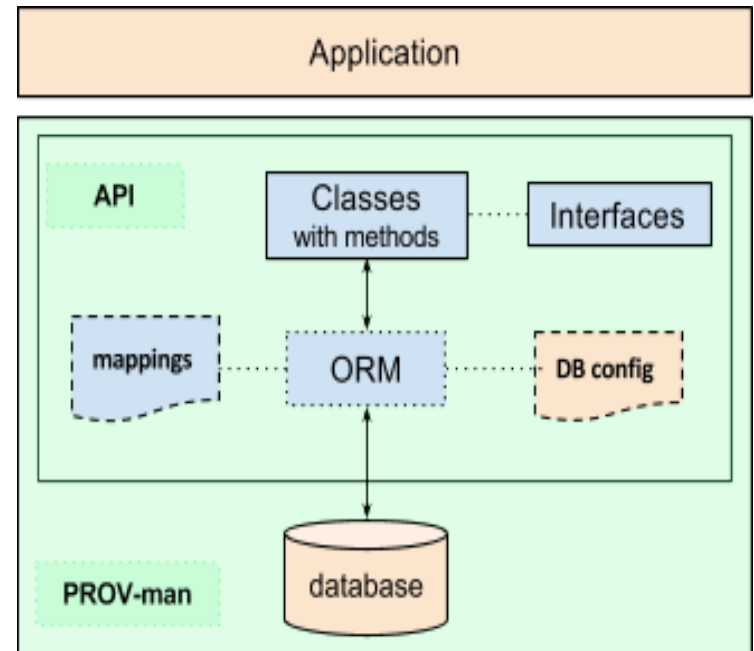 Application
API
Classes
with methods
Interfaces
mappings
ORM
DB config
database
PROV-man